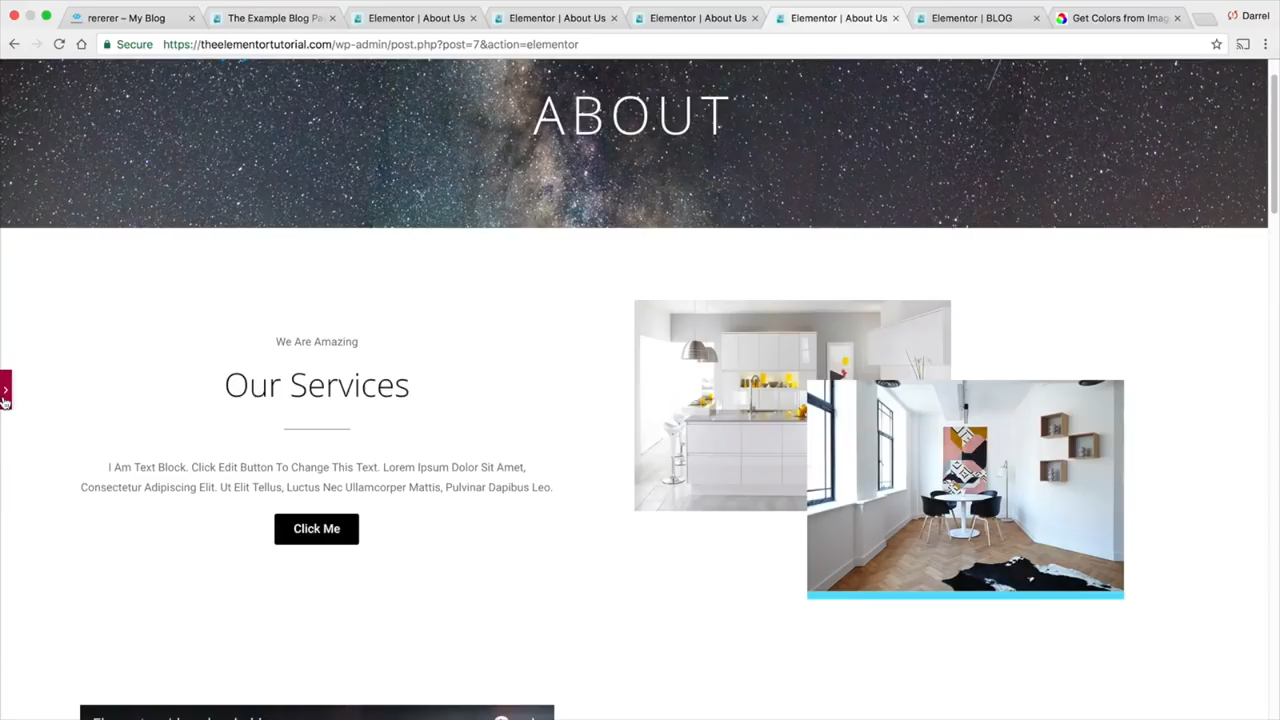 rererer – My Blog
The Example Blog Pa
Elementor | About Us
Elementor | About Us
Elementor | About Us
Elementor | About Us
Elementor | BLOG
Get Colors from Imag
Darrel
Secure
https://theelementortutorial.com/wp-admin/post.php?post=7&action=elementor
ABOUT
We Are Amazing
Our Services
I Am Text Block. Click Edit Button To Change This Text. Lorem Ipsum Dolor Sit Amet,
Consectetur Adipiscing Elit. Ut Elit Tellus, Luctus Nec Ullamcorper Mattis, Pulvinar Dapibus Leo.
Click Me